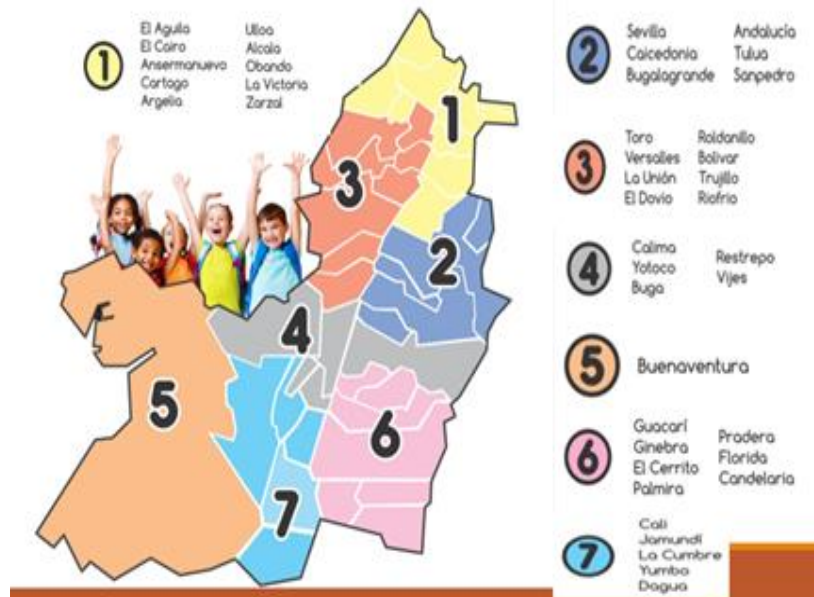 1
El Aguila
El Cairo
Ansermanuevo
Cartago
Argelia
Ulloa
Alcala
Obando
La Victoria
Zarzal
2
Sevilla
Caicedonia
Bugalagrande
Andalucía
Tulua
Sanpedro
3
Toro
Versalles
La Unión
El Dovio
Roldanillo
Bolivar
Trujillo
Riofrio
4
Calima
Yotoco
Buga
Restrepo
Vijes
5
Buenaventura
6
Guacarí
Ginebra
El Cerrito
Palmira
Pradera
Florida
Candelaria
7
Cali
Jamundí
La Cumbre
Yumbo
Dagua
1
3
2
4
5
6
7